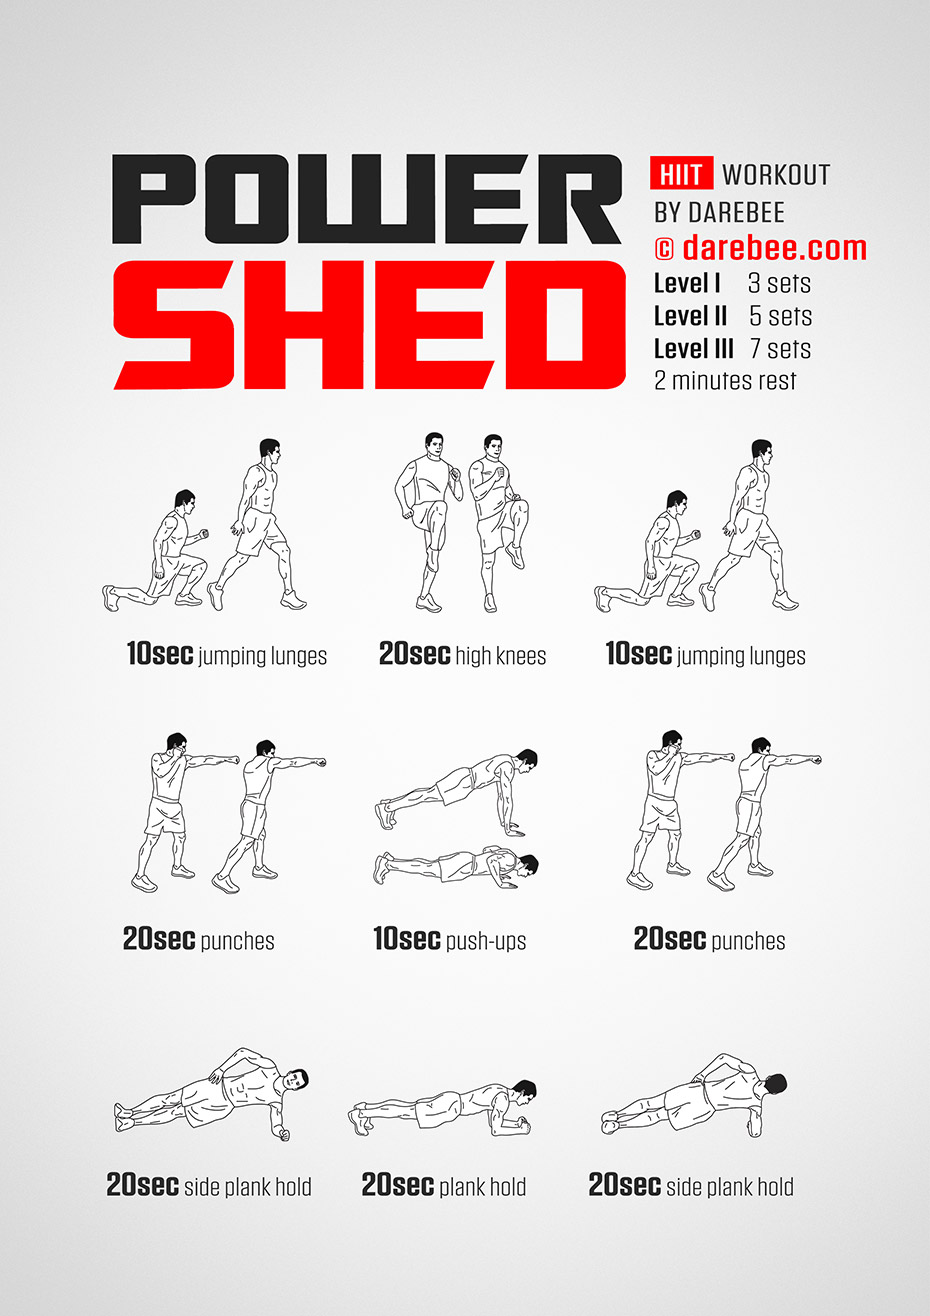 POWER
SHED
HIIT WORKOUT
BY DAREBEE
© darebee.com
Level I 3 sets
Level II 5 sets
Level III 7 sets
2 minutes rest
10sec jumping lunges
20sec high knees
10sec jumping lunges
20sec punches
10sec push-ups
20sec punches
20sec side plank hold
20sec plank hold
20sec side plank hold